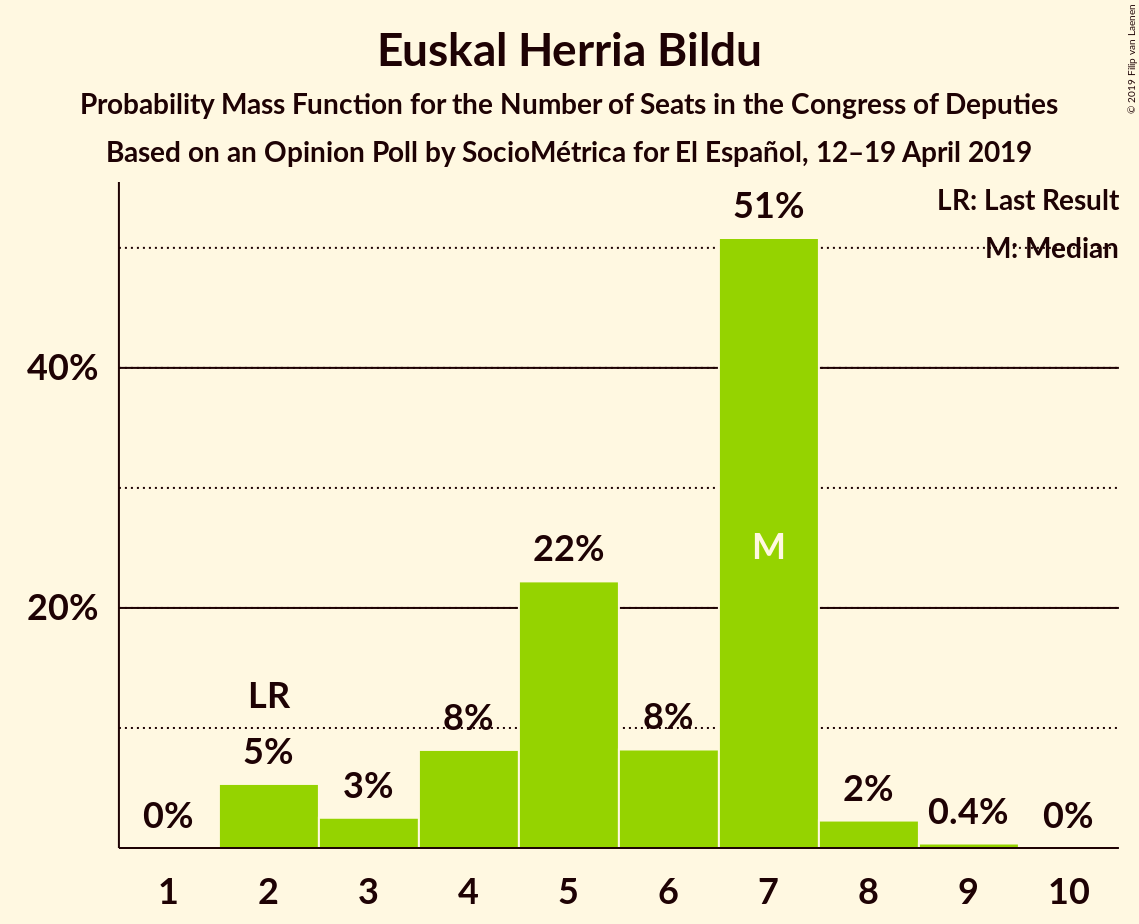 Euskal Herria Bildu
Probability Mass Function for the Number of Seats in the Congress of Deputies
Based on an Opinion Poll by SocioMétrica for El Español, 12–19 April 2019
© 2019 Filip van Laenen
LR: Last Result
M: Median
51%
40%
22%
M
20%
LR
8%
8%
5%
3%
2%
0.4%
0%
0%
1 2 3 4 5 6 7 8 9 10